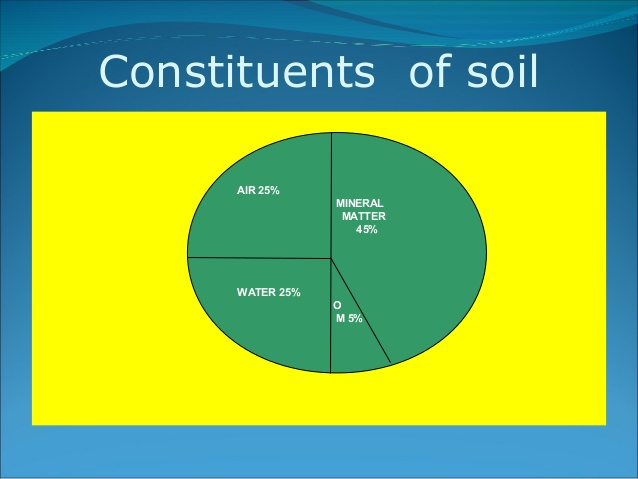 Constituents of soil
AIR 25%
MINERAL
MATTER
45%
WATER 25%
O
M 5%